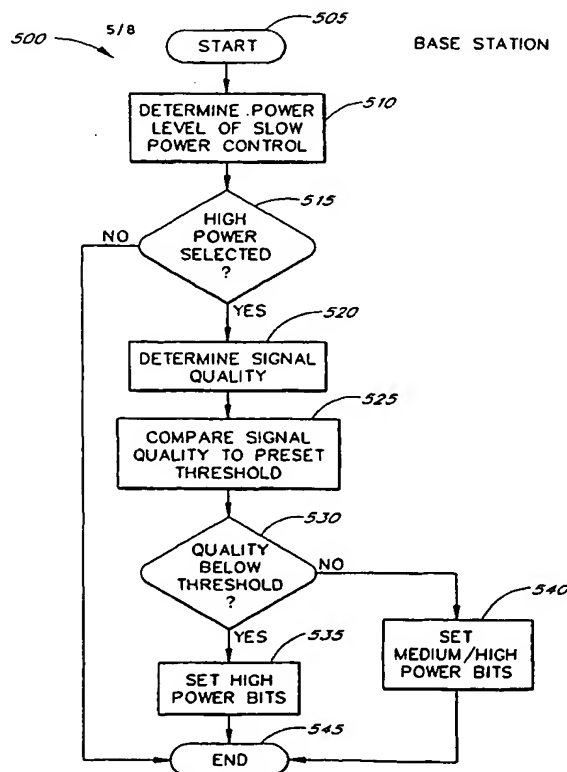 5/8
500
505
START
BASE STATION
DETERMINE .POWER
LEVEL OF SLOW
POWER CONTROL
510
515
HIGH
POWER
SELECTED
?
NO
YES
520
DETERMINE SIGNAL
QUALITY
525
COMPARE SIGNAL
QUALITY TO PRESET
THRESHOLD
530
QUALITY
BELOW
THRESHOLD
?
NO
YES
535
540
SET HIGH
POWER BITS
SET
MEDIUM/HIGH
POWER BITS
545
END